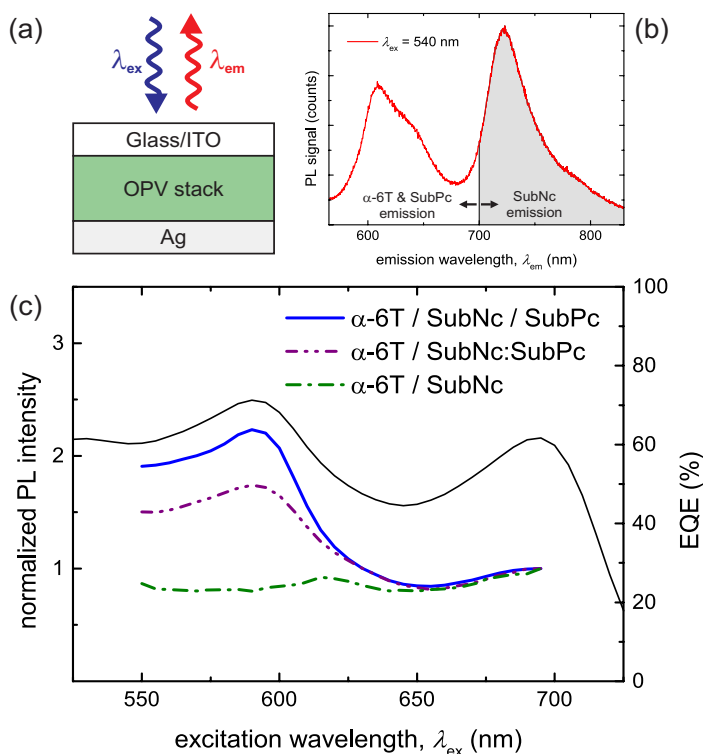 (a)
λex
λem
Glass/ITO
OPV stack
Ag
(b)
λex = 540 nm
PL signal (counts)
α-6T & SubPc
emission
SubNc
emission
600
700
800
emission wavelength, λem (nm)
(c)
α-6T / SubNc / SubPc
α-6T / SubNc:SubPc
α-6T / SubNc
normalized PL intensity
3
2
1
100
80
60
40
20
0
EQE (%)
550
600
650
700
excitation wavelength, λex (nm)